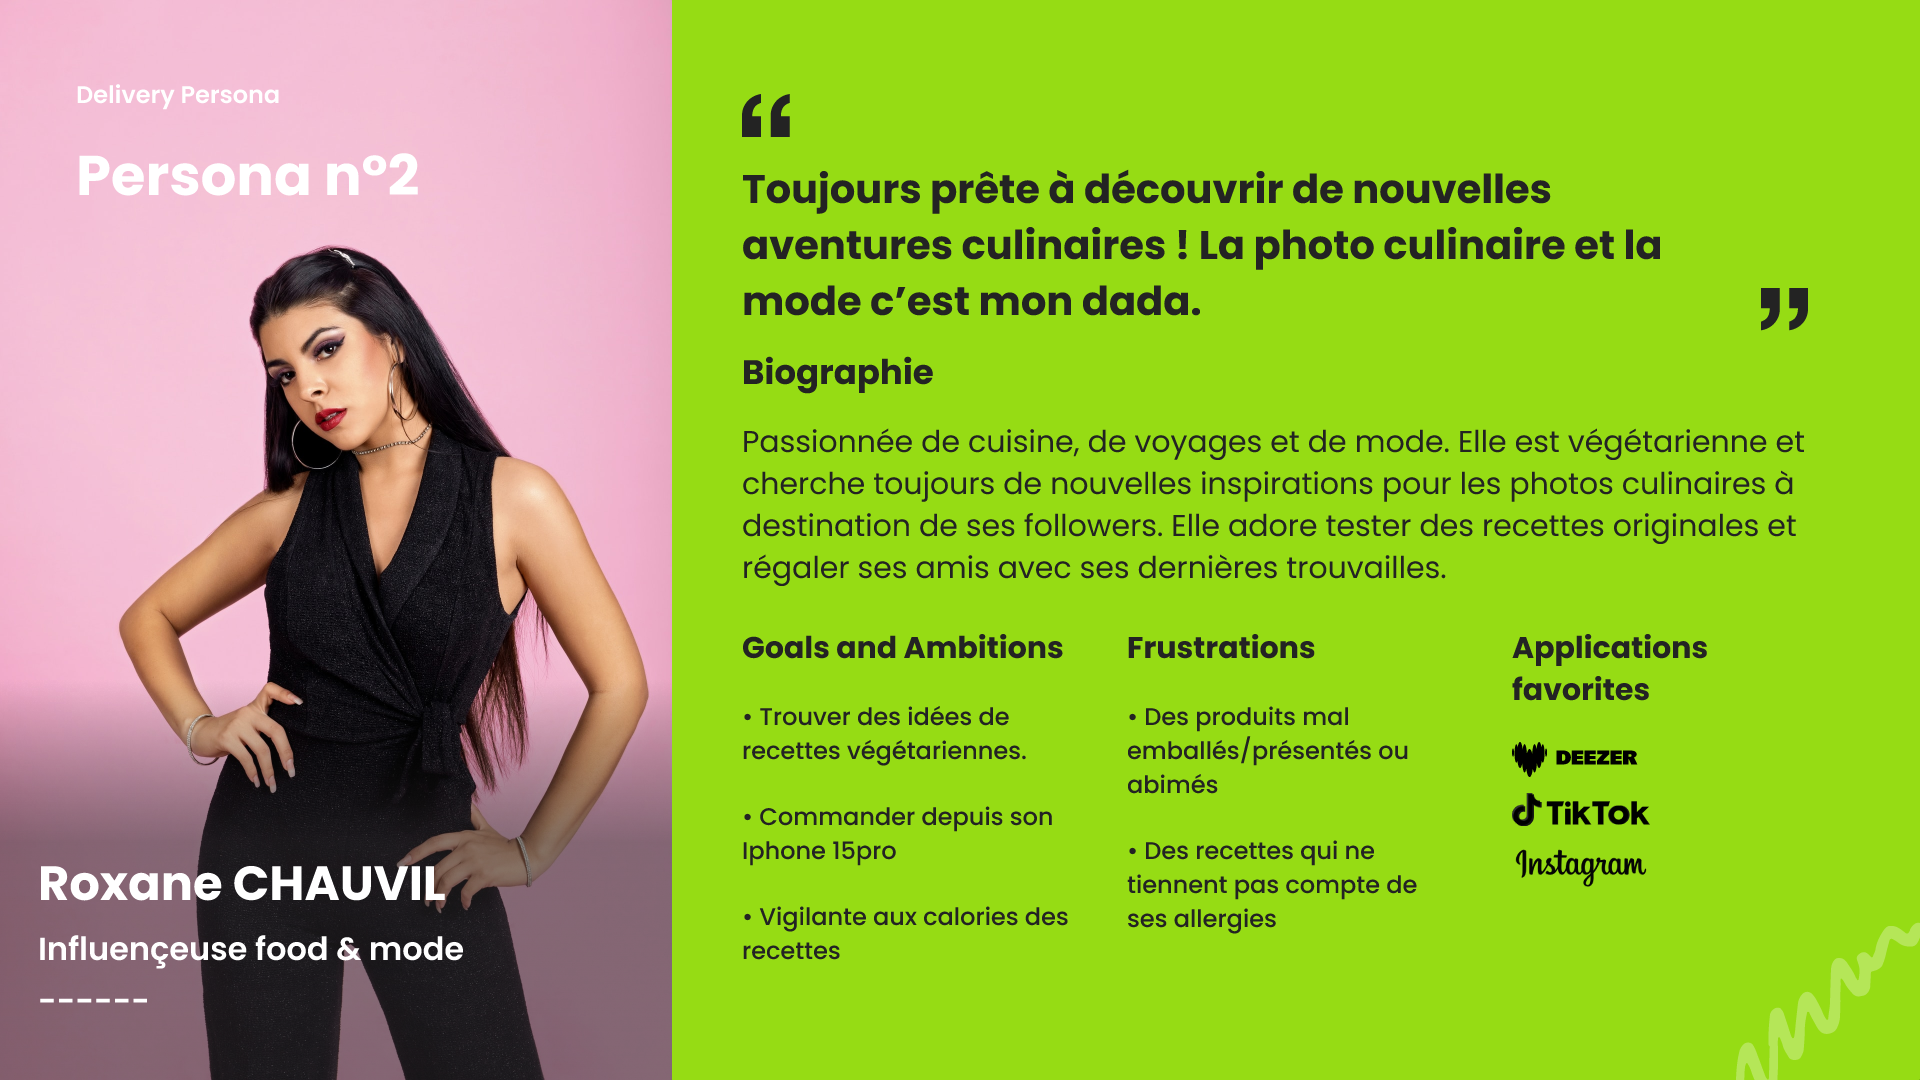 Delivery Persona
Persona n°2
Roxane CHAUVIL
Influençeuse food & mode
------
“
Toujours prête à découvrir de nouvelles
aventures culinaires ! La photo culinaire et la
mode c’est mon dada.
”
Biographie
Passionnée de cuisine, de voyages et de mode. Elle est végétarienne et
cherche toujours de nouvelles inspirations pour les photos culinaires à
destination de ses followers. Elle adore tester des recettes originales et
régaler ses amis avec ses dernières trouvailles.
Goals and Ambitions
• Trouver des idées de
recettes végétariennes.
• Commander depuis son
Iphone 15pro
• Vigilante aux calories des
recettes
Frustrations
• Des produits mal
emballés/présentés ou
abimés
• Des recettes qui ne
tiennent pas compte de
ses allergies
Applications
favorites
DEEZER
TikTok
Instagram